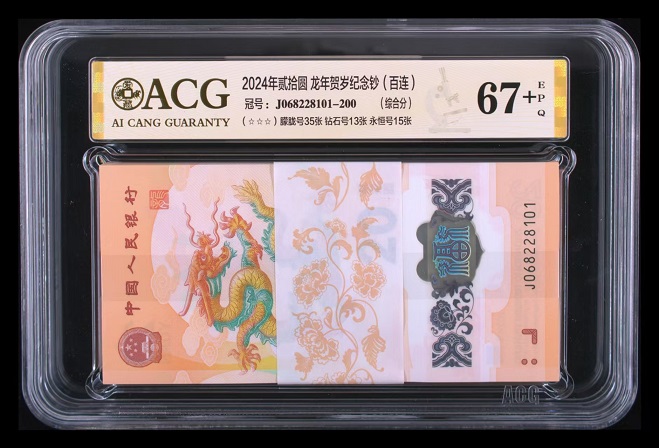 ACG
AI CANG GUARANTY
2024年贰拾圆 龙年贺岁纪念钞（百连）
冠号：J068228101-200 （综合分）
(☆☆☆) 朦胧号35张 钻石号13张 永恒号15张
67+
EPQ
中国人民银行
J068228101
ACG